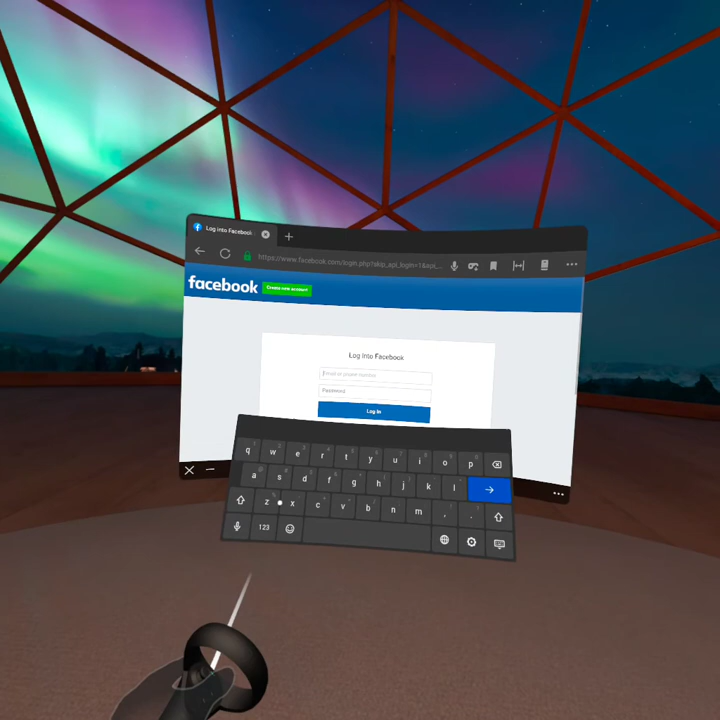 Log into Facebook
https://www.facebook.com/login.php?skip_api_login=1&api_...
facebook
Create new account
Log Into Facebook
Email or phone number
Password
Log In
q w e r t y u i o p
a s d f g h j k l
z x c v b n m , .
123